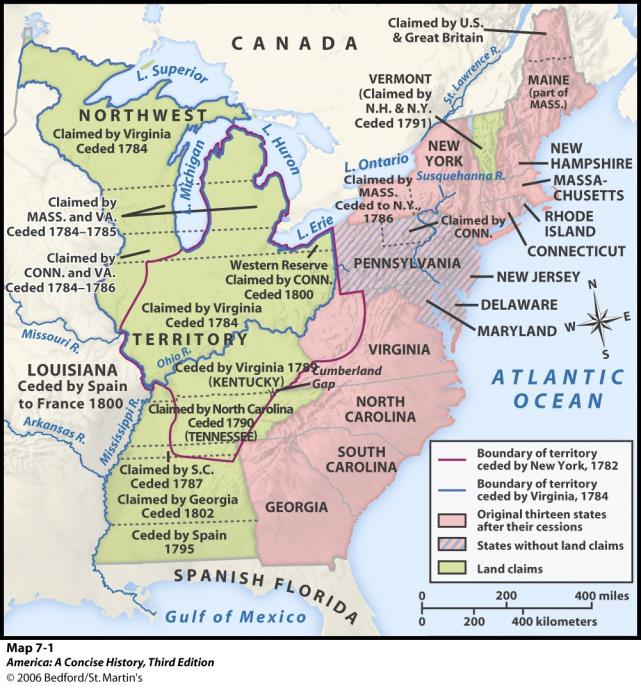 Claimed by U.S.
& Great Britain
CANADA
St. Lawrence R.
MAINE
(part of
MASS.)
VERMONT
(Claimed by
N.H. & N.Y.
Ceded 1791)
L. Superior
NORTHWEST
Claimed by Virginia
Ceded 1784
L. Huron
L. Michigan
L. Ontario
NEW
YORK
NEW
HAMPSHIRE
MASSA-
CHUSETTS
RHODE
ISLAND
CONNECTICUT
Susquehanna R.
Claimed by
MASS.
Ceded to N.Y.,
1786
Claimed by
CONN.
Claimed by
MASS. and VA.
Ceded 1784–1785
L. Erie
Claimed by
CONN. and VA.
Ceded 1784–1786
Western Reserve
Claimed by CONN.
Ceded 1800
PENNSYLVANIA
NEW JERSEY
DELAWARE
MARYLAND
N
W
E
S
Claimed by Virginia
Ceded 1784
TERRITORY
Missouri R.
Ohio R.
VIRGINIA
LOUISIANA
Ceded by Spain
to France 1800
Ceded by Virginia 1789
(KENTUCKY)
Cumberland
Gap
ATLANTIC
OCEAN
Arkansas R.
Mississippi R.
Claimed by North Carolina
Ceded 1790
(TENNESSEE)
NORTH
CAROLINA
SOUTH
CAROLINA
Claimed by S.C.
Ceded 1787
Claimed by Georgia
Ceded 1802
GEORGIA
Ceded by Spain
1795
SPANISH FLORIDA
Gulf of Mexico
Boundary of territory
ceded by New York, 1782
Boundary of territory
ceded by Virginia, 1784
Original thirteen states
after their cessions
States without land claims
Land claims
0 200 400 miles
0 200 400 kilometers
Map 7-1
America: A Concise History, Third Edition
© 2006 Bedford/St. Martin's